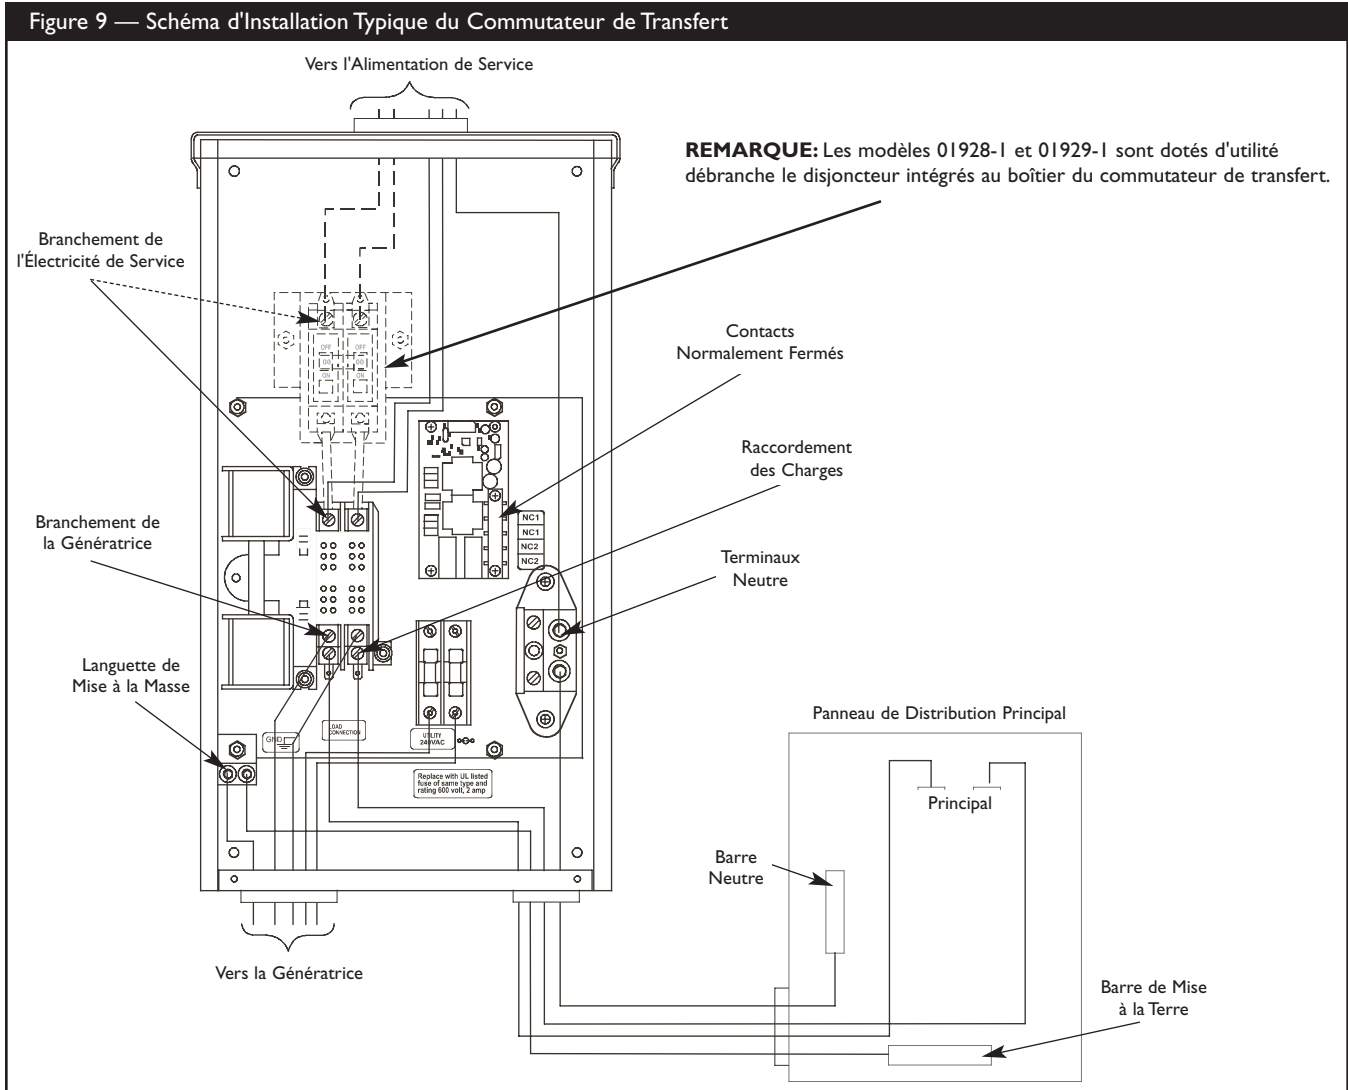 Figure 9 — Schéma d'Installation Typique du Commutateur de Transfert
Vers l'Alimentation de Service
REMARQUE: Les modèles 01928-1 et 01929-1 sont dotés d'utilité
débranche le disjoncteur intégrés au boîtier du commutateur de transfert.
Branchement de
l'Électricité de Service
OFF
OFF
ON
ON
Contacts
Normalement Fermés
Raccordement
des Charges
NC1
NC1
NC2
NC2
Branchement de
la Génératrice
Terminaux
Neutre
Languette de
Mise à la Masse
GND
LOAD
CONNECTION
UTILITY
240VAC
Replace with UL listed
fuse of same type and
rating 600 volt, 2 amp
Panneau de Distribution Principal
Principal
Barre
Neutre
Vers la Génératrice
Barre de Mise
à la Terre